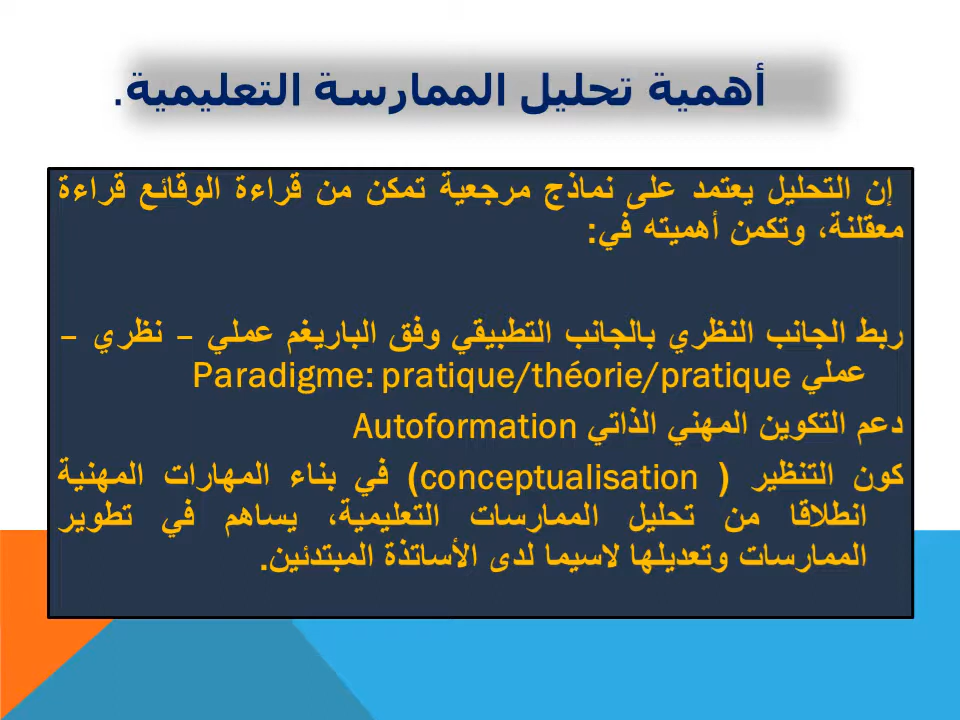 أهمية تحليل الممارسة التعليمية.
إن التحليل يعتمد على نماذج مرجعية تمكن من قراءة الوقائع قراءة
معقلنة، وتكمن أهميته في:
ربط الجانب النظري بالجانب التطبيقي وفق الباريغم عملي – نظري –
عملي Paradigme: pratique/théorie/pratique
دعم التكوين المهني الذاتي Autoformation
كون التنظير ( conceptualisation) في بناء المهارات المهنية
انطلاقا من تحليل الممارسات التعليمية، يساهم في تطوير
الممارسات وتعديلها لاسيما لدى الأساتذة المبتدئين.